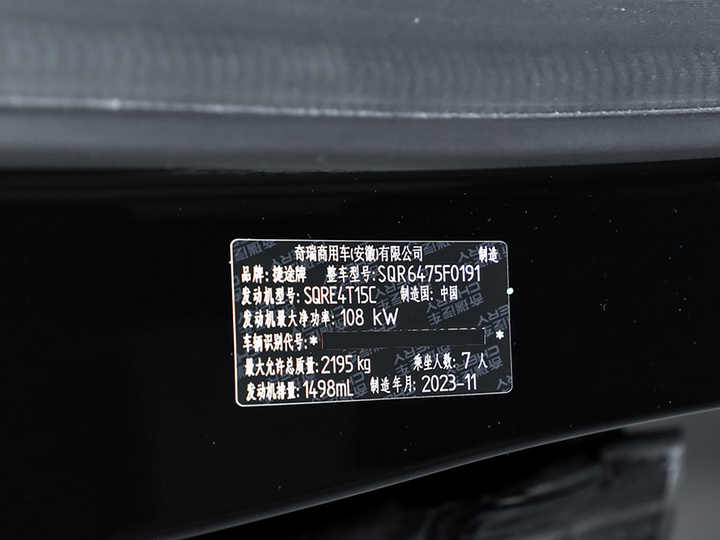 奇瑞商用车(安徽)有限公司 制造
品牌: 捷途牌 整车型号: SQR6475F0191
发动机型号: SQRE4T15C 制造国: 中国
发动机最大净功率: 108 kW
车辆识别代号: * *
最大允许总质量: 2195 kg 乘坐人数: 7 人
发动机排量: 1498mL 制造年月: 2023-11